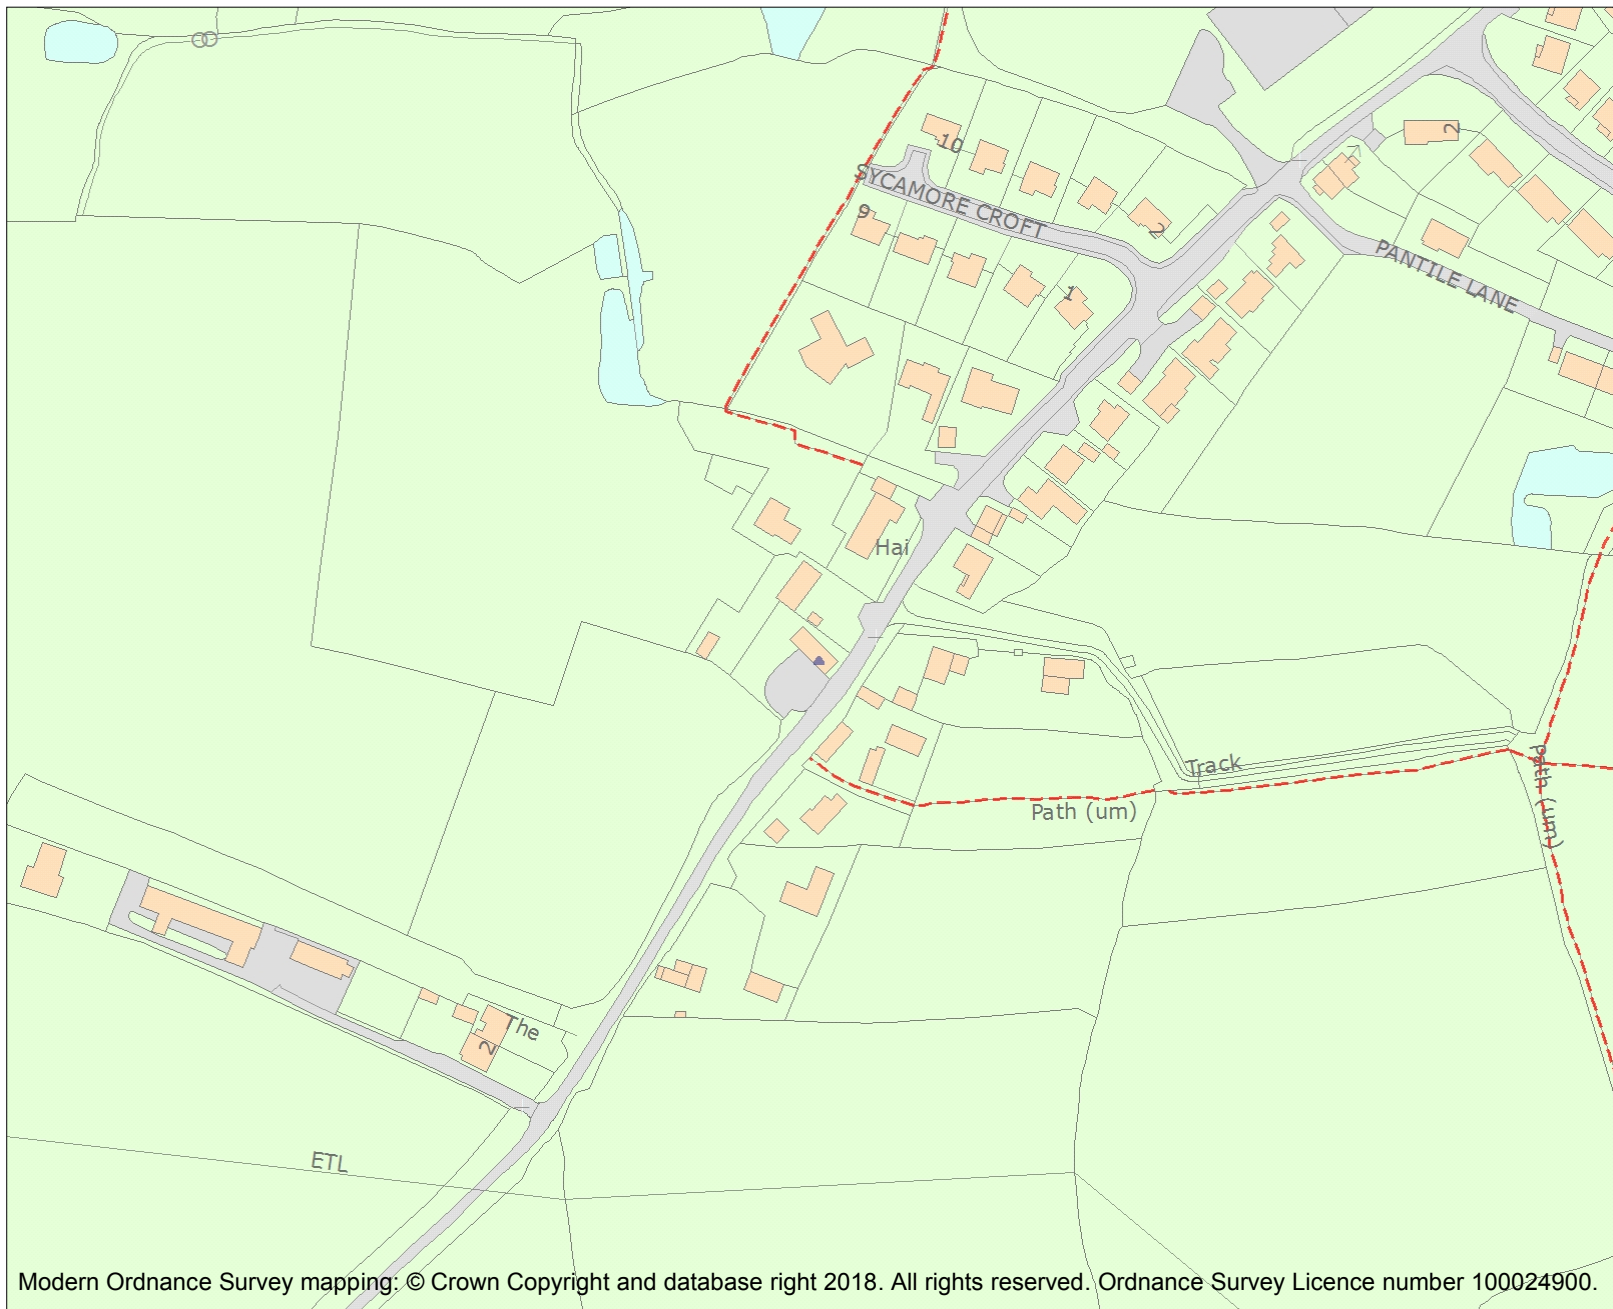 10
2
SYCAMORE CROFT
9
2
PANTILE LANE
1
Hai
Track
Path (um)
Path (um)
The
2
ETL
Modern Ordnance Survey mapping: © Crown Copyright and database right 2018. All rights reserved. Ordnance Survey Licence number 100024900.